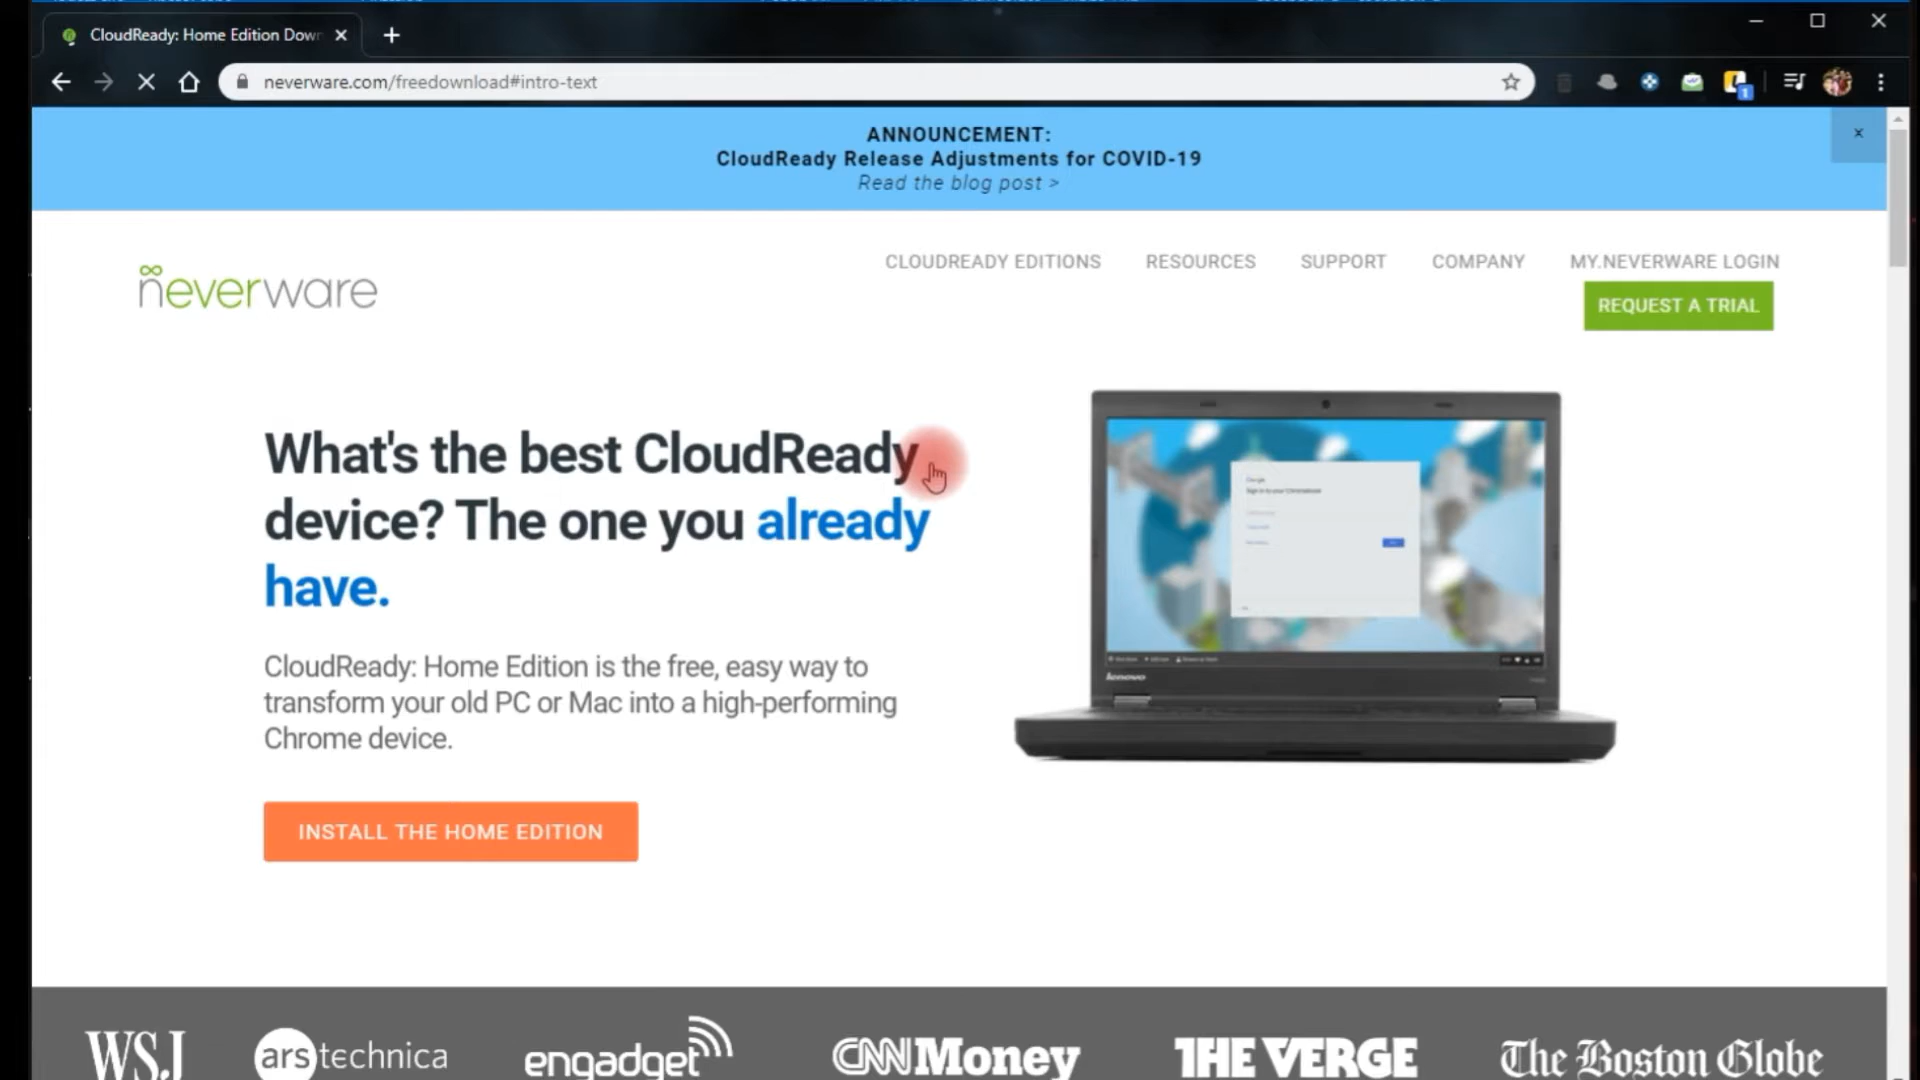 CloudReady: Home Edition Down
neverware.com/freedownload#intro-text
1
ANNOUNCEMENT:
CloudReady Release Adjustments for COVID-19
Read the blog post >
neverware
CLOUDREADY EDITIONS RESOURCES SUPPORT COMPANY MY.NEVERWARE LOGIN
REQUEST A TRIAL
What's the best CloudReady
device? The one you already
have.
CloudReady: Home Edition is the free, easy way to
transform your old PC or Mac into a high-performing
Chrome device.
lenovo
INSTALL THE HOME EDITION
WSJ ars technica engadget CNNMoney THE VERGE The Boston Globe